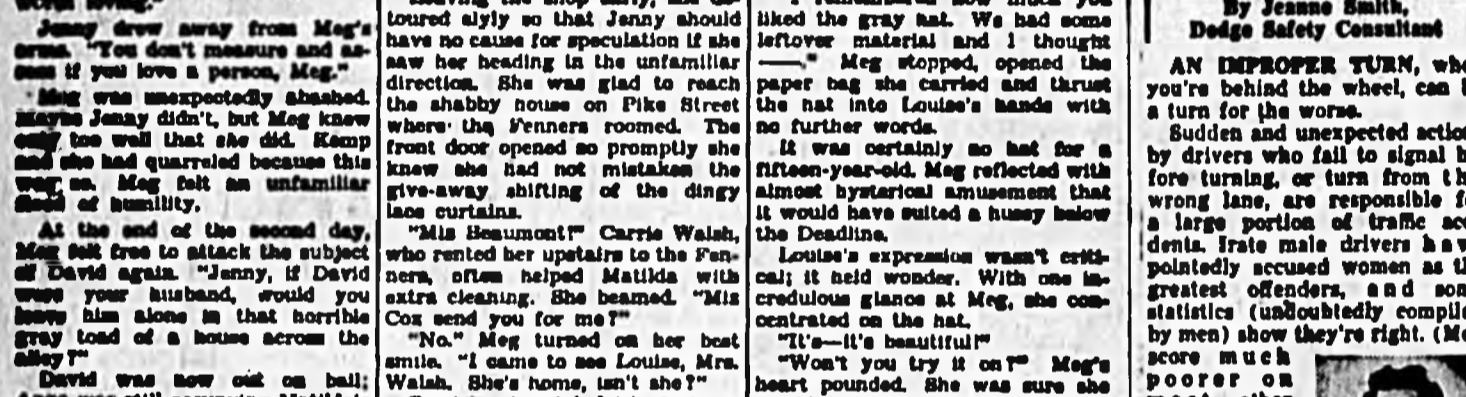 worth loving."
Jenny drew away from Meg's
arms. "You don't measure and as-
sess if you love a person, Meg."
Meg was unexpectedly abashed.
Maybe Jenny didn't, but Meg knew
only too well that she did. Kemp
and she had quarreled because this
was so. Meg felt an unfamiliar
flood of humility.
At the end of the second day,
Meg felt free to attack the subject
of David again. "Jenny, if David
were your husband, would you
leave him alone in that horrible
gray toad of a house across the
alley?"
David was now out on bail;
toured slyly so that Jenny should
have no cause for speculation if she
saw her heading in the unfamiliar
direction. She was glad to reach
the shabby house on Pike Street
where the Fenners roomed. The
front door opened so promptly she
knew she had not mistaken the
give-away shifting of the dingy
lace curtains.
"Mis Beaumont!" Carrie Walsh,
who rented her upstairs to the Fen-
ners, often helped Matilda with
extra cleaning. She beamed. "Mis
Cox send you for me?"
"No." Meg turned on her best
smile. "I came to see Louise, Mrs.
Walsh. She's home, isn't she?"
liked the gray hat. We had some
leftover material and I thought
——." Meg stopped, opened the
paper bag she carried and thrust
the hat into Louise's hands with
no further words.
It was certainly no hat for a
fifteen-year-old. Meg reflected with
almost hysterical amusement that
it would have suited a hussy below
the Deadline.
Louise's expression wasn't criti-
cal; it held wonder. With one in-
credulous glance at Meg, she con-
centrated on the hat.
"It's—it's beautiful!"
"Won't you try it on?" Meg's
heart pounded. She was sure she
By Jeanne Smith,
Dodge Safety Consultant
AN IMPROPER TURN, whe
you're behind the wheel, can b
a turn for the worse.
Sudden and unexpected action
by drivers who fail to signal b
fore turning, or turn from th
wrong lane, are responsible f
a large portion of traffic acc
dents. Irate male drivers hav
pointedly accused women as th
greatest offenders, and som
statistics (undoubtedly compile
by men) show they're right. (Me
score much
poorer on